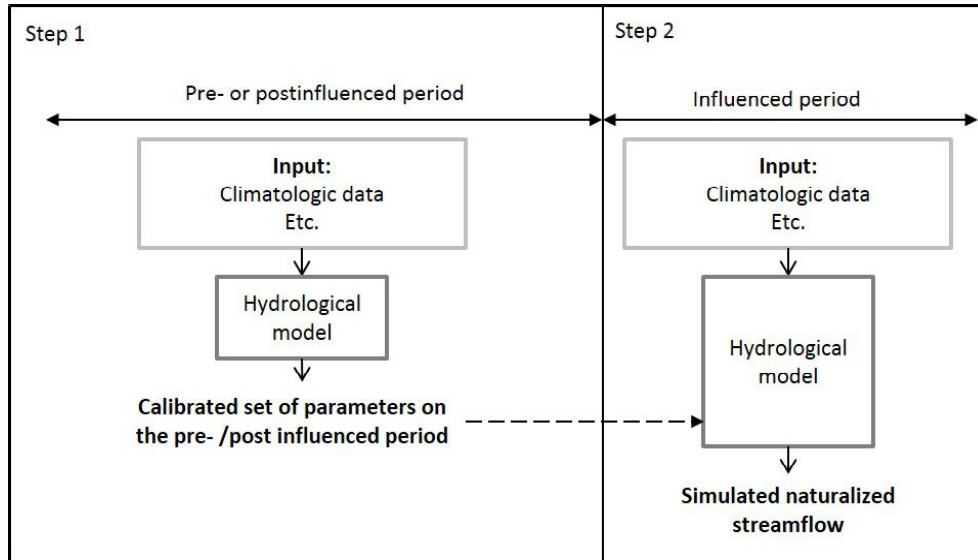 Step 1
Pre- or postinfluenced period
Input:
Climatologic data
Etc.
Hydrological
model
Calibrated set of parameters on
the pre- /post influenced period
Step 2
Influenced period
Input:
Climatologic data
Etc.
Hydrological
model
Simulated naturalized
streamflow